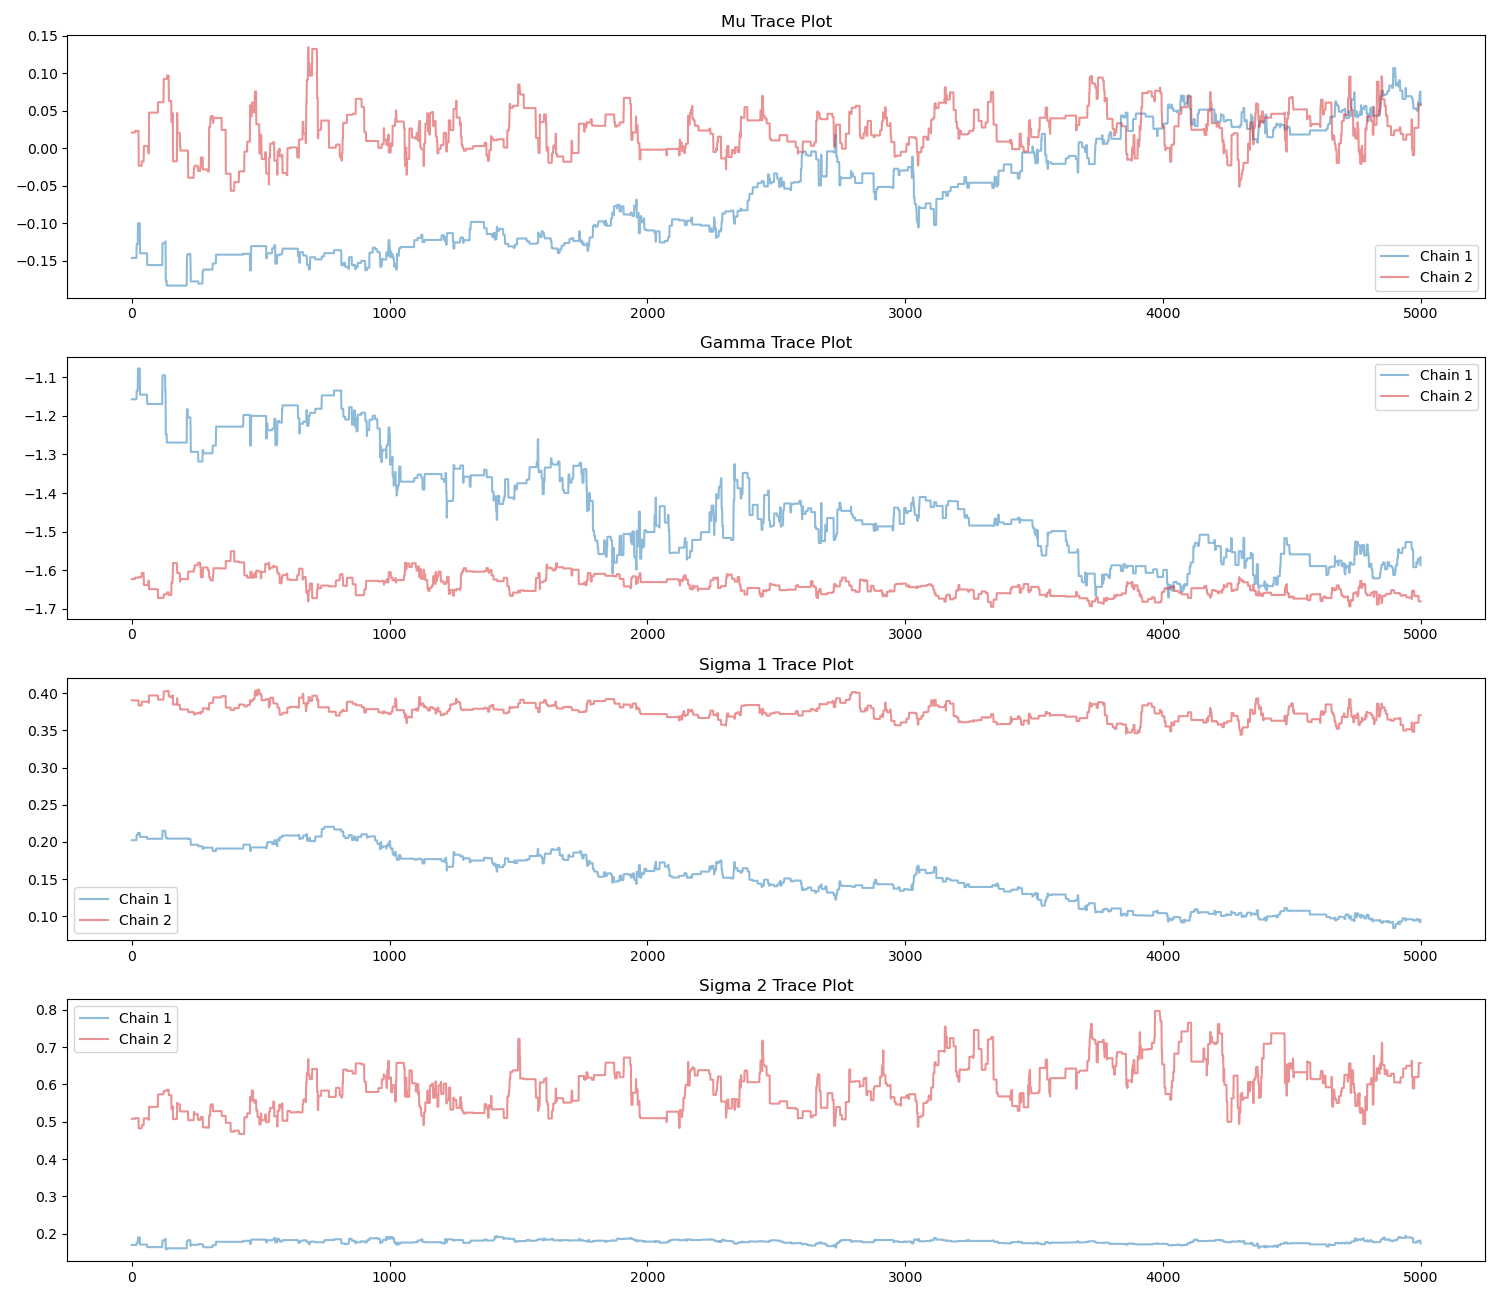 Mu Trace Plot
0.15
0.10
0.05
0.00
−0.05
−0.10
−0.15
Chain 1
Chain 2
0 1000 2000 3000 4000 5000
Gamma Trace Plot
−1.1
−1.2
−1.3
−1.4
−1.5
−1.6
−1.7
Chain 1
Chain 2
0 1000 2000 3000 4000 5000
Sigma 1 Trace Plot
0.40
0.35
0.30
0.25
0.20
0.15
0.10
Chain 1
Chain 2
0 1000 2000 3000 4000 5000
Sigma 2 Trace Plot
0.8
0.7
0.6
0.5
0.4
0.3
0.2
Chain 1
Chain 2
0 1000 2000 3000 4000 5000